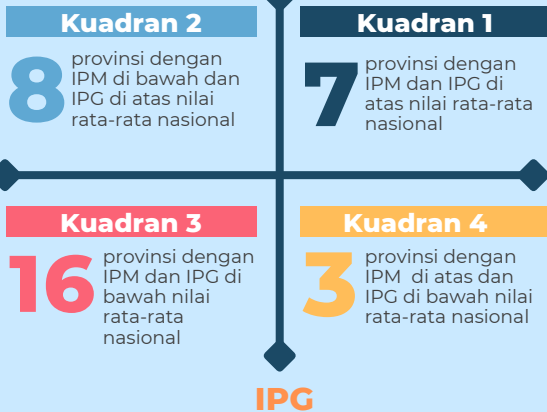 Kuadran 2
8
provinsi dengan
IPM di bawah dan
IPG di atas nilai
rata-rata nasional
Kuadran 1
7
provinsi dengan
IPM dan IPG di
atas nilai rata-rata
nasional
Kuadran 3
16
provinsi dengan
IPM dan IPG di
bawah nilai
rata-rata
nasional
Kuadran 4
3
provinsi dengan
IPM di atas dan
IPG di bawah nilai
rata-rata nasional
IPG